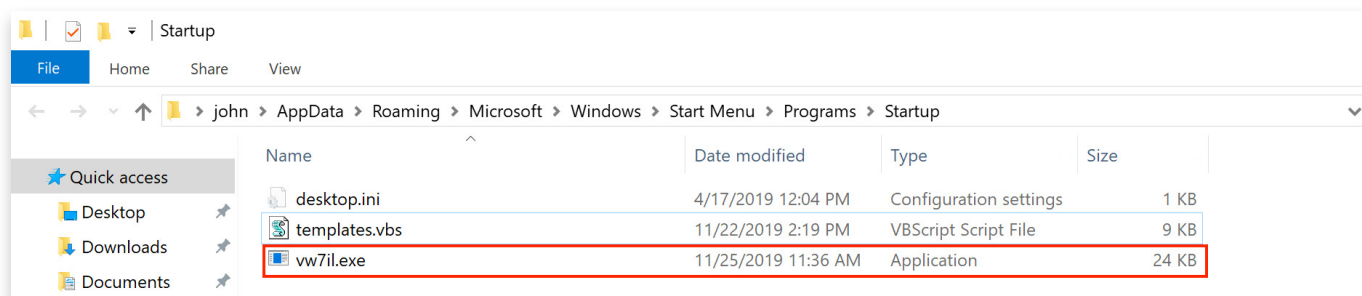 Startup
File Home Share View
john > AppData > Roaming > Microsoft > Windows > Start Menu > Programs > Startup
Name Date modified Type Size
Quick access
desktop.ini 4/17/2019 12:04 PM Configuration settings 1 KB
Desktop
templates.vbs 11/22/2019 2:19 PM VBScript Script File 9 KB
Downloads
vw7il.exe 11/25/2019 11:36 AM Application 24 KB
Documents